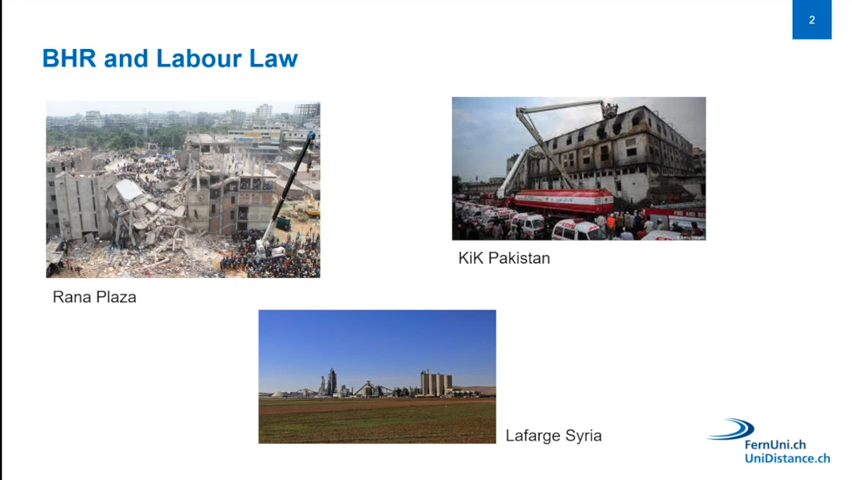 2
BHR and Labour Law
KiK Pakistan
Rana Plaza
Lafarge Syria
FernUni.ch
UniDistance.ch